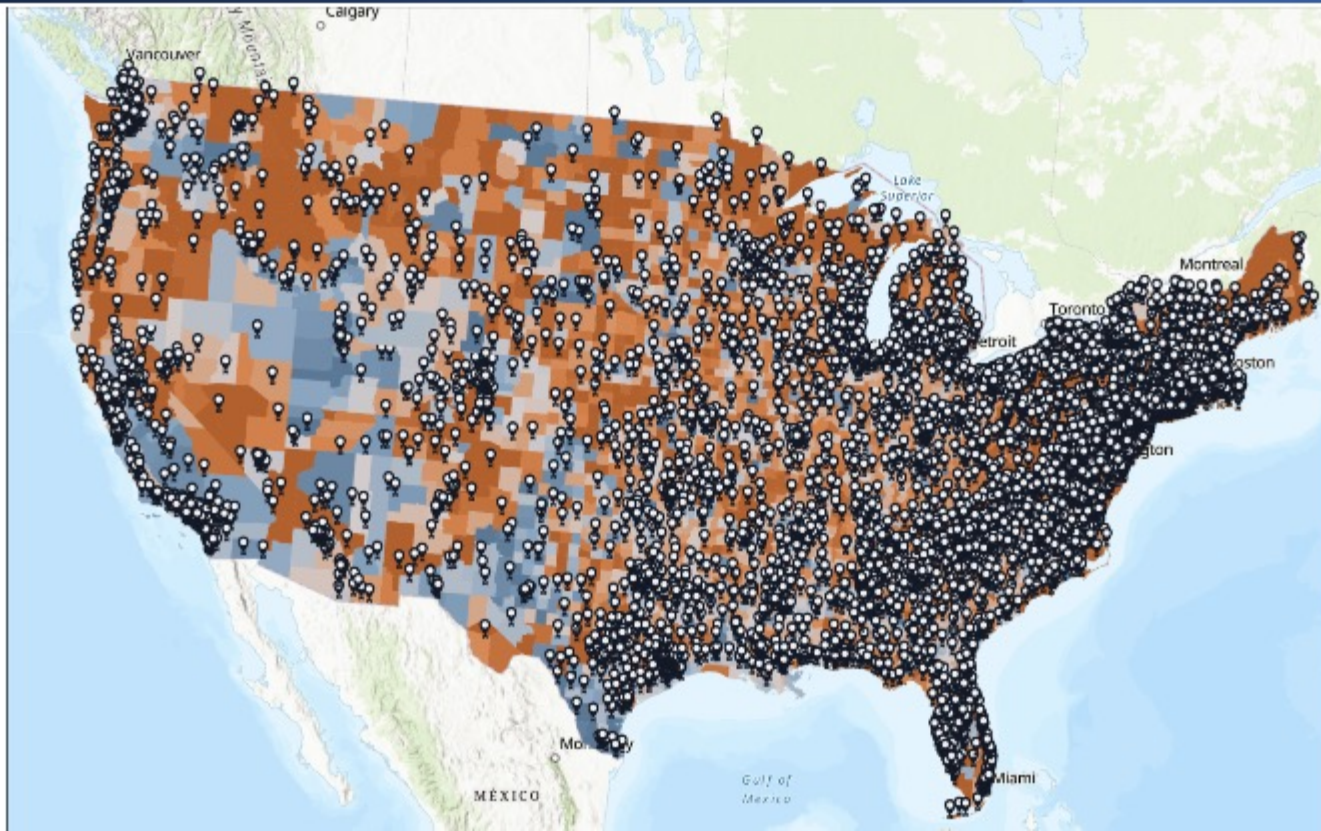 Calgary
Vancouver
Lake
Superior
Montreal
Toronto
etroit
oston
gton
Miami
Gulf of
Mexico
MÉXICO